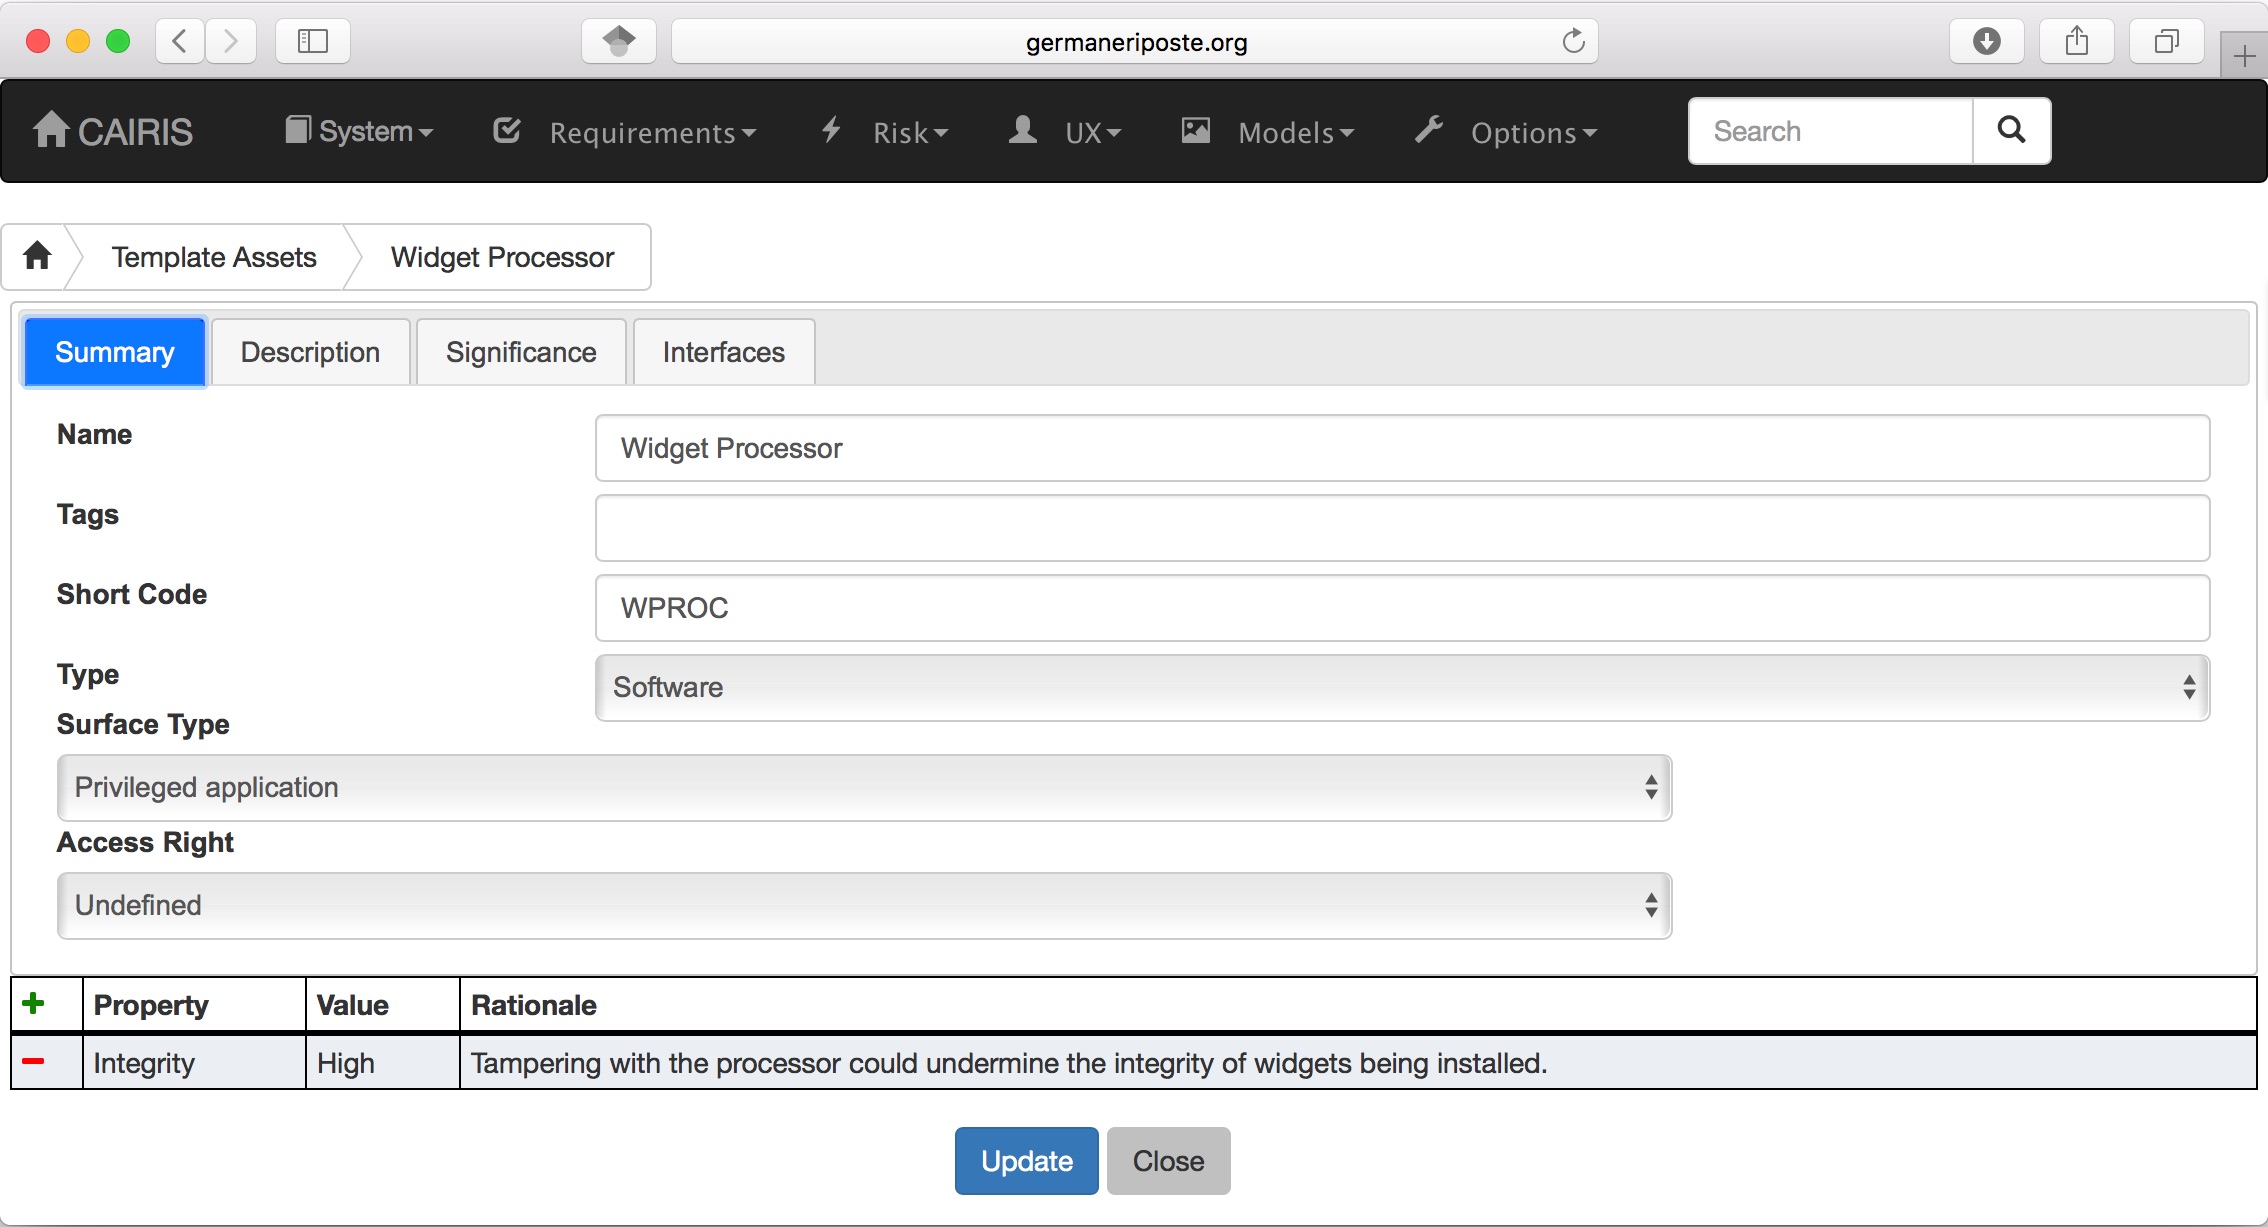 germaneriposte.org
CAIRIS System Requirements Risk UX Models Options Search
Template Assets Widget Processor
Summary Description Significance Interfaces
Name Widget Processor
Tags
Short Code WPROC
Type Software
Surface Type
Privileged application
Access Right
Undefined
Property Value Rationale
Integrity High Tampering with the processor could undermine the integrity of widgets being installed.
Update Close